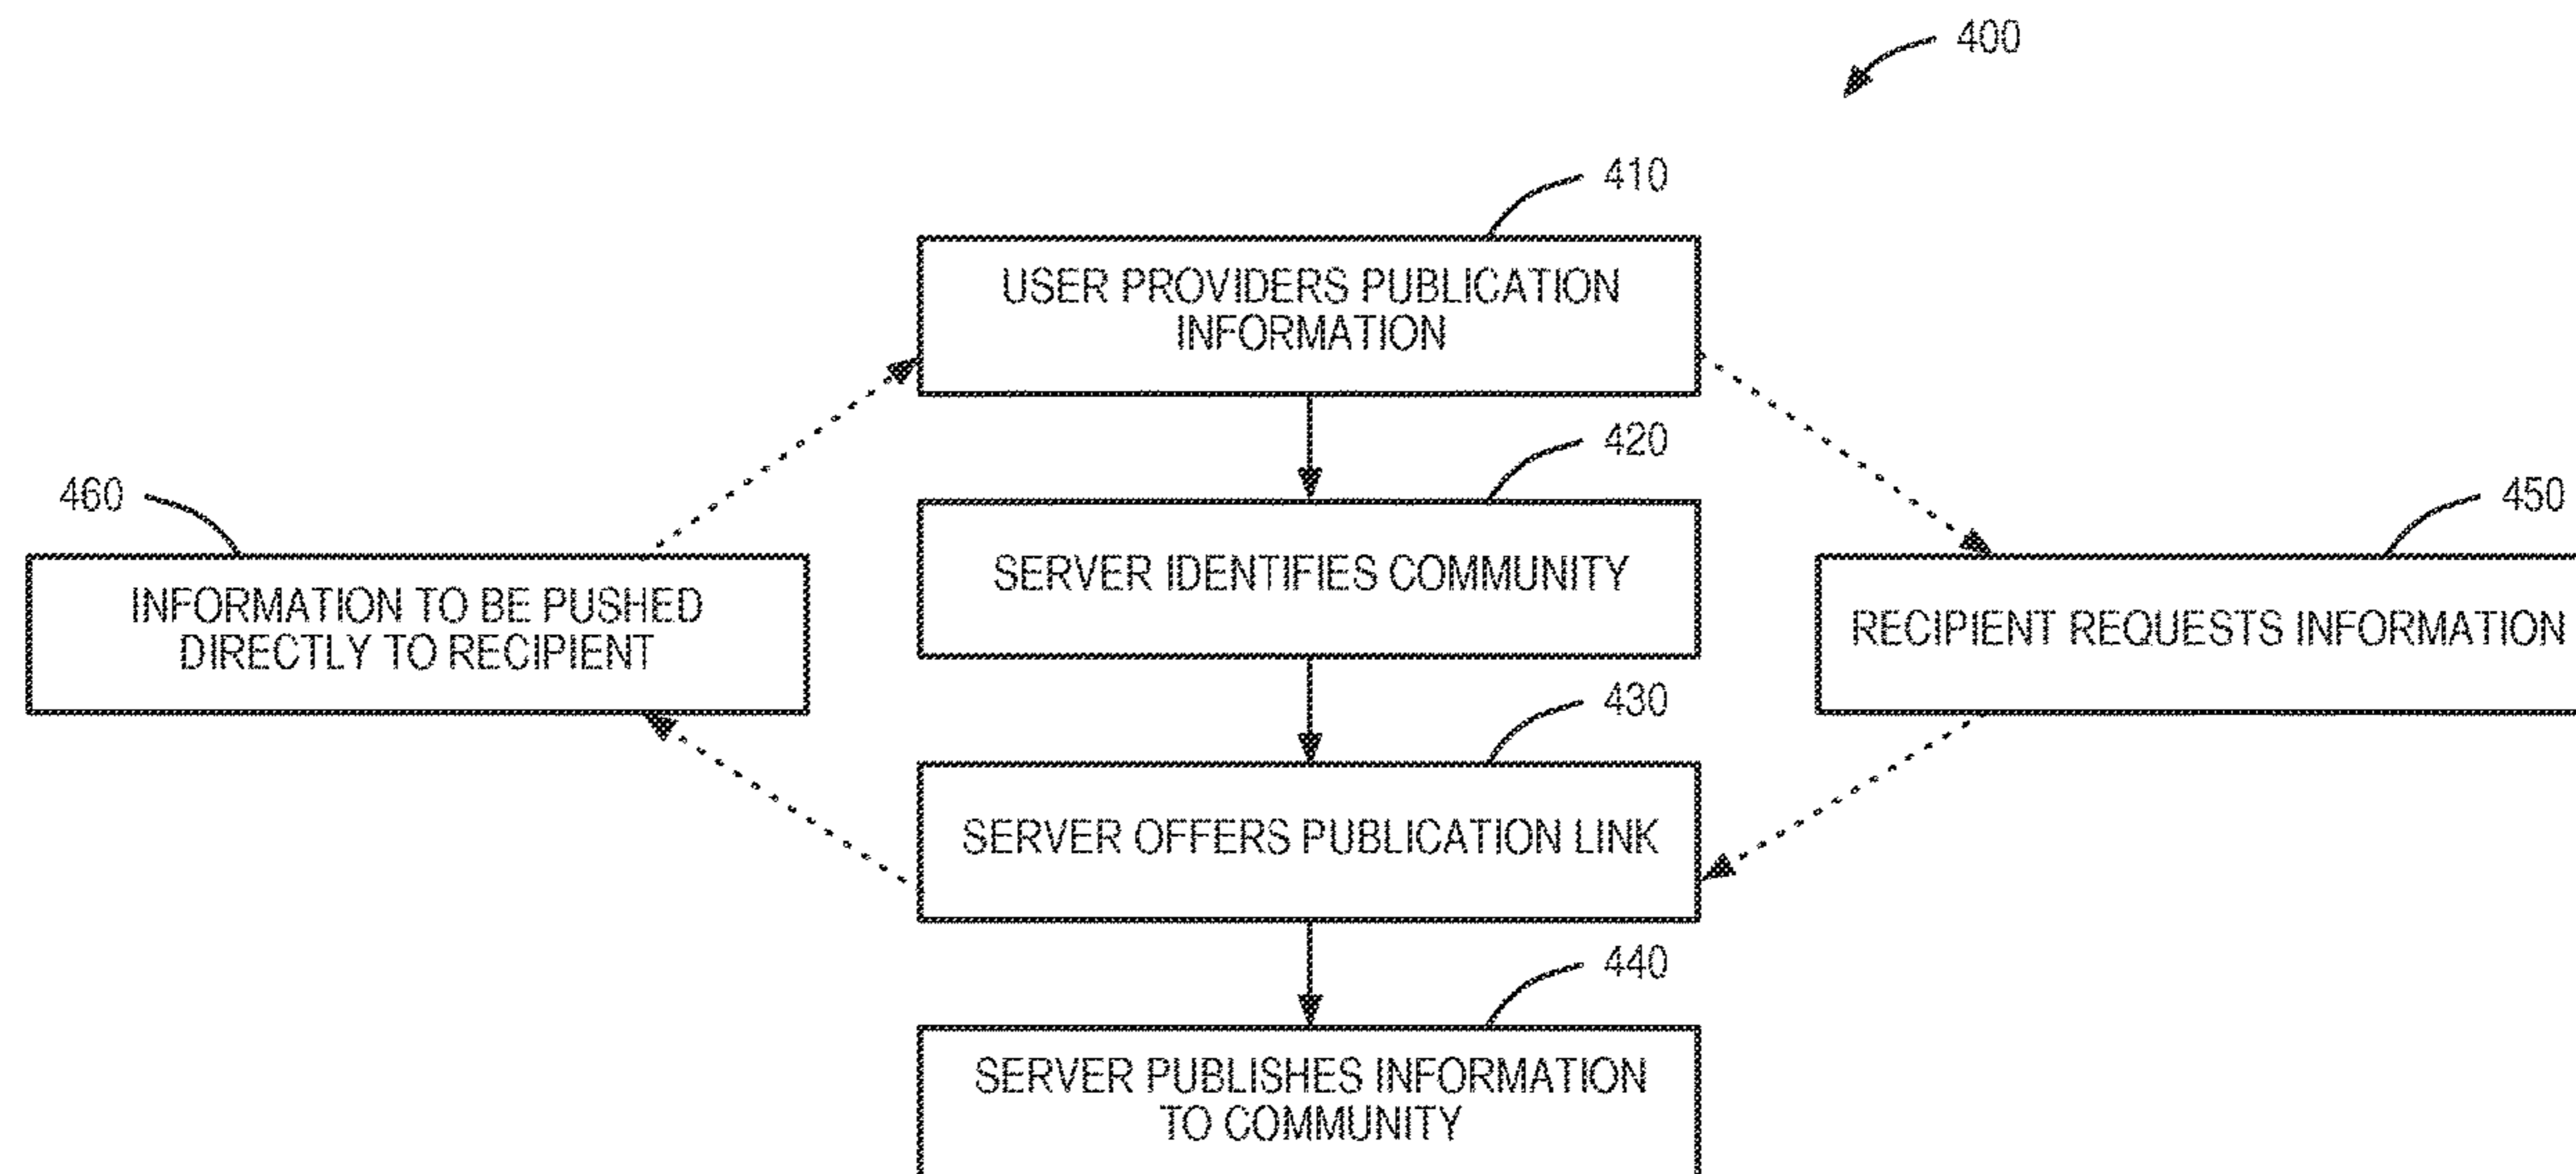 400
410
USER PROVIDERS PUBLICATION
INFORMATION
420
SERVER IDENTIFIES COMMUNITY
460
INFORMATION TO BE PUSHED
DIRECTLY TO RECIPIENT
450
RECIPIENT REQUESTS INFORMATION
430
SERVER OFFERS PUBLICATION LINK
440
SERVER PUBLISHES INFORMATION
TO COMMUNITY